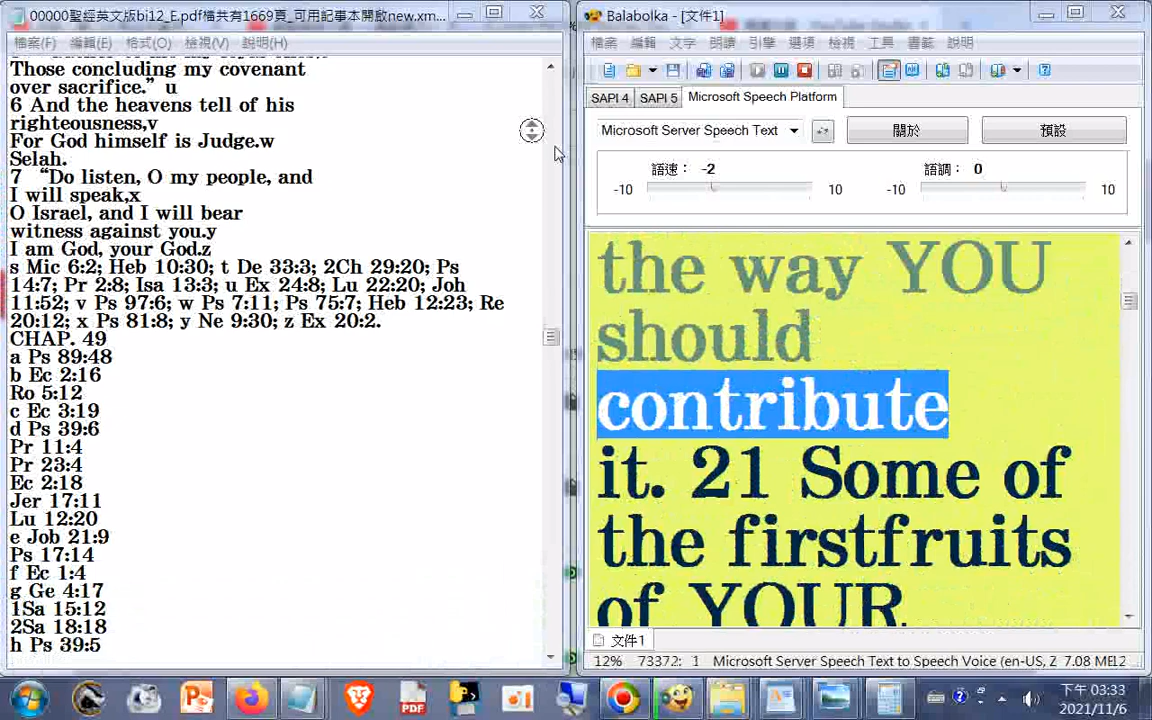 00000聖經英文版bi12_E.pdf檔共有1669頁_可用記事本開啟new.xm...
檔案(F) 編輯(E) 格式(O) 檢視(V) 說明(H)
Those concluding my covenant
over sacrifice.” u
6 And the heavens tell of his
righteousness,v
For God himself is Judge.w
Selah.
7 “Do listen, O my people, and
I will speak,x
O Israel, and I will bear
witness against you.y
I am God, your God.z
s Mic 6:2; Heb 10:30; t De 33:3; 2Ch 29:20; Ps
14:7; Pr 2:8; Isa 13:3; u Ex 24:8; Lu 22:20; Joh
11:52; v Ps 97:6; w Ps 7:11; Ps 75:7; Heb 12:23; Re
20:12; x Ps 81:8; y Ne 9:30; z Ex 20:2.
CHAP. 49
a Ps 89:48
b Ec 2:16
Ro 5:12
c Ec 3:19
d Ps 39:6
Pr 11:4
Pr 23:4
Ec 2:18
Jer 17:11
Lu 12:20
e Job 21:9
Ps 17:14
f Ec 1:4
g Ge 4:17
1Sa 15:12
2Sa 18:18
h Ps 39:5
Balabolka - [文件1]
檔案 編輯 文字 朗讀 引擎 選項 檢視 工具 書籤 說明
SAPI 4 SAPI 5 Microsoft Speech Platform
Microsoft Server Speech Text 關於 預設
語速： -2 語調： 0
-10 10 -10 10
the way YOU
should
contribute
it. 21 Some of
the firstfruits
of YOUR
文件1
12% 73372: 1 Microsoft Server Speech Text to Speech Voice (en-US, Z 7.08 ME12
下午 03:33
2021/11/6